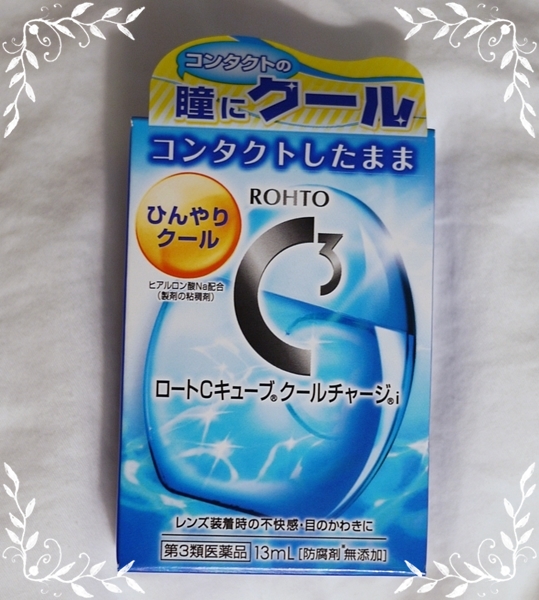 コンタクトの
瞳にクール
コンタクトしたまま
ROHTO
ひんやり
クール
C3
ヒアルロン酸Na配合
(製剤の粘稠剤)
ロートCキューブ®クールチャージ®i
レンズ装着時の不快感・目のかわきに
第3類医薬品 13mL [防腐剤*無添加]